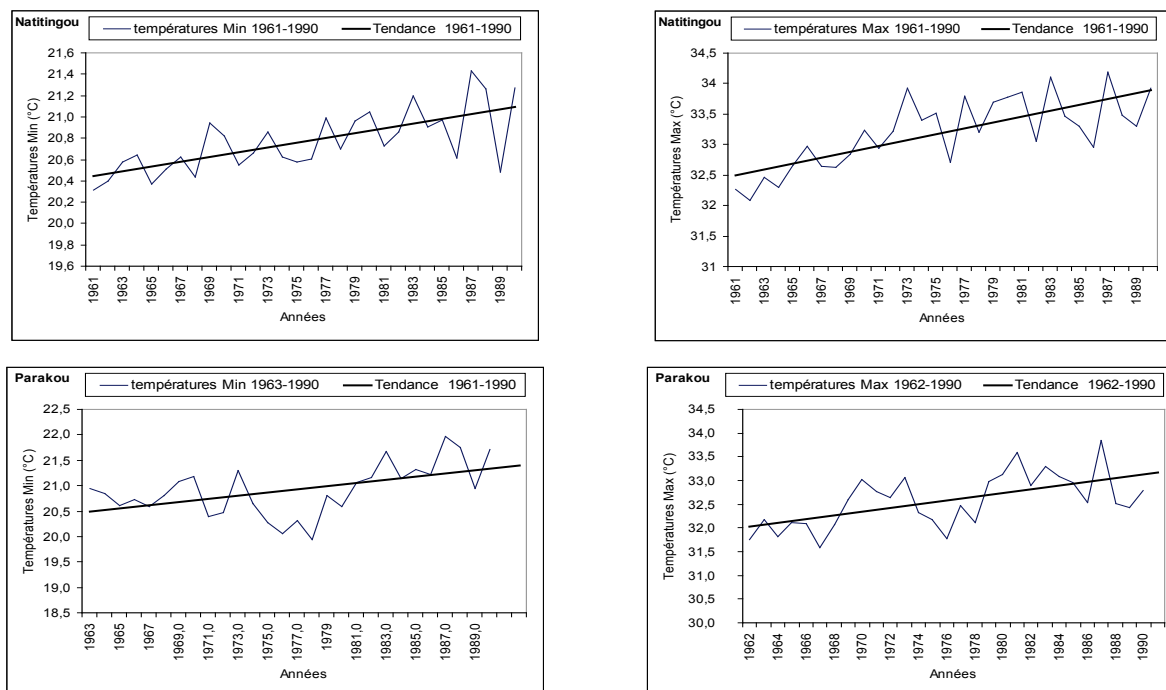 Natitingou
températures Min 1961-1990 Tendance 1961-1990
Températures Min (°C)
21,6
21,4
21,2
21,0
20,8
20,6
20,4
20,2
20,0
19,8
19,6
1961 1963 1965 1967 1969 1971 1973 1975 1977 1979 1981 1983 1985 1987 1989
Années
Natitingou
températures Max 1961-1990 Tendance 1961-1990
Températures Max (°C)
34,5
34
33,5
33
32,5
32
31,5
31
1961 1963 1965 1967 1969 1971 1973 1975 1977 1979 1981 1983 1985 1987 1989
Années
Parakou
températures Min 1963-1990 Tendance 1961-1990
Températures Min (°C)
22,5
22,0
21,5
21,0
20,5
20,0
19,5
19,0
18,5
1963 1965 1967 1969,0 1971,0 1973,0 1975,0 1977,0 1979 1981,0 1983,0 1985,0 1987,0 1989,0
Années
Parakou
températures Max 1962-1990 Tendance 1962-1990
Températures Max (°C)
34,5
34,0
33,5
33,0
32,5
32,0
31,5
31,0
30,5
30,0
1962 1964 1966 1968 1970 1972 1974 1976 1978 1980 1982 1984 1986 1988 1990
Années